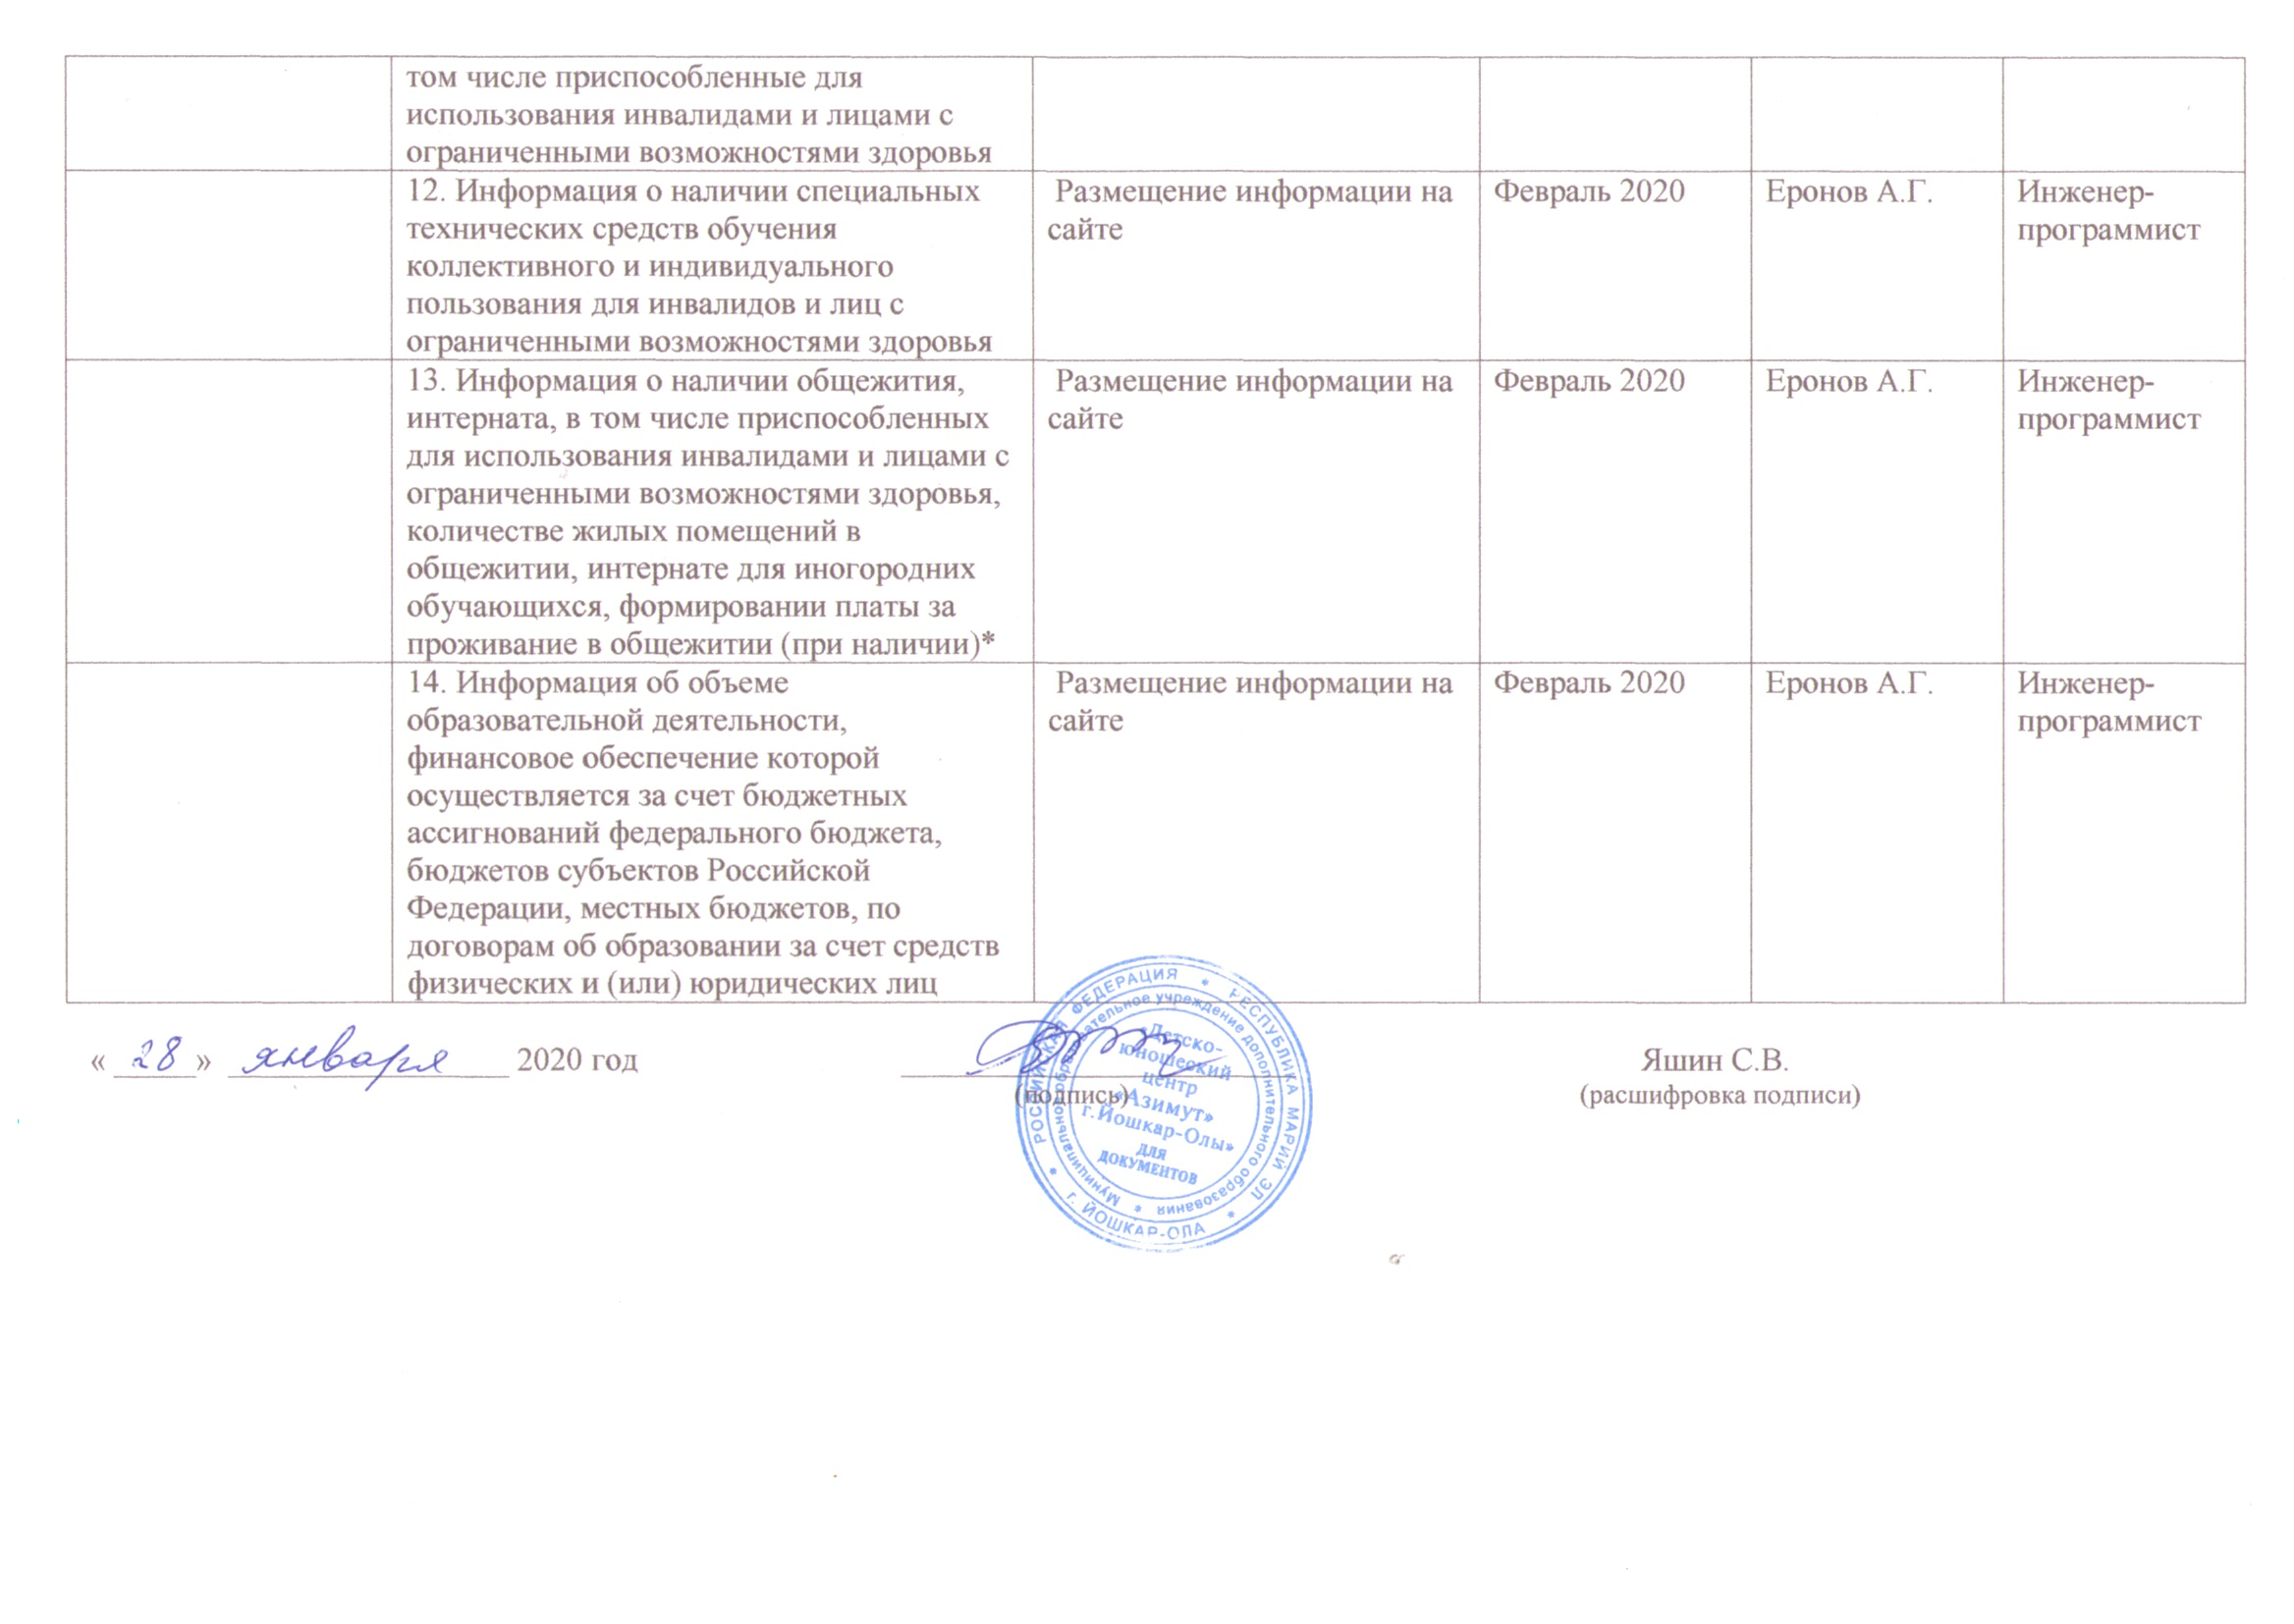 том числе приспособленные для
использования инвалидами и лицами с
ограниченными возможностями здоровья
12. Информация о наличии специальных
технических средств обучения
коллективного и индивидуального
пользования для инвалидов и лиц с
ограниченными возможностями здоровья
Размещение информации на
сайте
Февраль 2020
Еронов А.Г.
Инженер-
программист
13. Информация о наличии общежития,
интерната, в том числе приспособленных
для использования инвалидами и лицами с
ограниченными возможностями здоровья,
количестве жилых помещений в
общежитии, интернате для иногородних
обучающихся, формировании платы за
проживание в общежитии (при наличии)*
Размещение информации на
сайте
Февраль 2020
Еронов А.Г.
Инженер-
программист
14. Информация об объеме
образовательной деятельности,
финансовое обеспечение которой
осуществляется за счет бюджетных
ассигнований федерального бюджета,
бюджетов субъектов Российской
Федерации, местных бюджетов, по
договорам об образовании за счет средств
физических и (или) юридических лиц
Размещение информации на
сайте
Февраль 2020
Еронов А.Г.
Инженер-
программист
« 28 » января 2020 год
Яшин С.В.
(подпись)
(расшифровка подписи)
РОССИЙСКАЯ ФЕДЕРАЦИЯ * РЕСПУБЛИКА МАРИЙ ЭЛ * г. ЙОШКАР-ОЛА *
Муниципальное образовательное учреждение дополнительного образования *
«Детско-
юношеский
центр
«Азимут»
г.Йошкар-Олы»
ДЛЯ
ДОКУМЕНТОВ